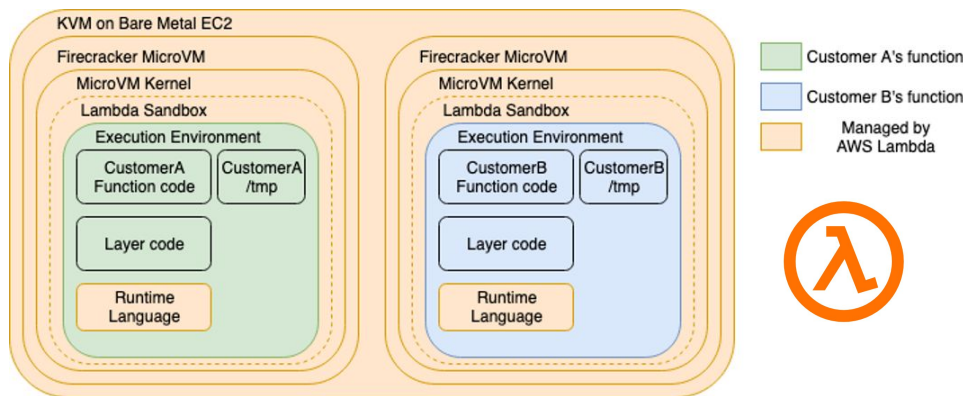 KVM on Bare Metal EC2
Firecracker MicroVM
MicroVM Kernel
Lambda Sandbox
Execution Environment
CustomerA
Function code
CustomerA
/tmp
Layer code
Runtime
Language
Firecracker MicroVM
MicroVM Kernel
Lambda Sandbox
Execution Environment
CustomerB
Function code
CustomerB
/tmp
Layer code
Runtime
Language
Customer A's function
Customer B's function
Managed by
AWS Lambda
λ